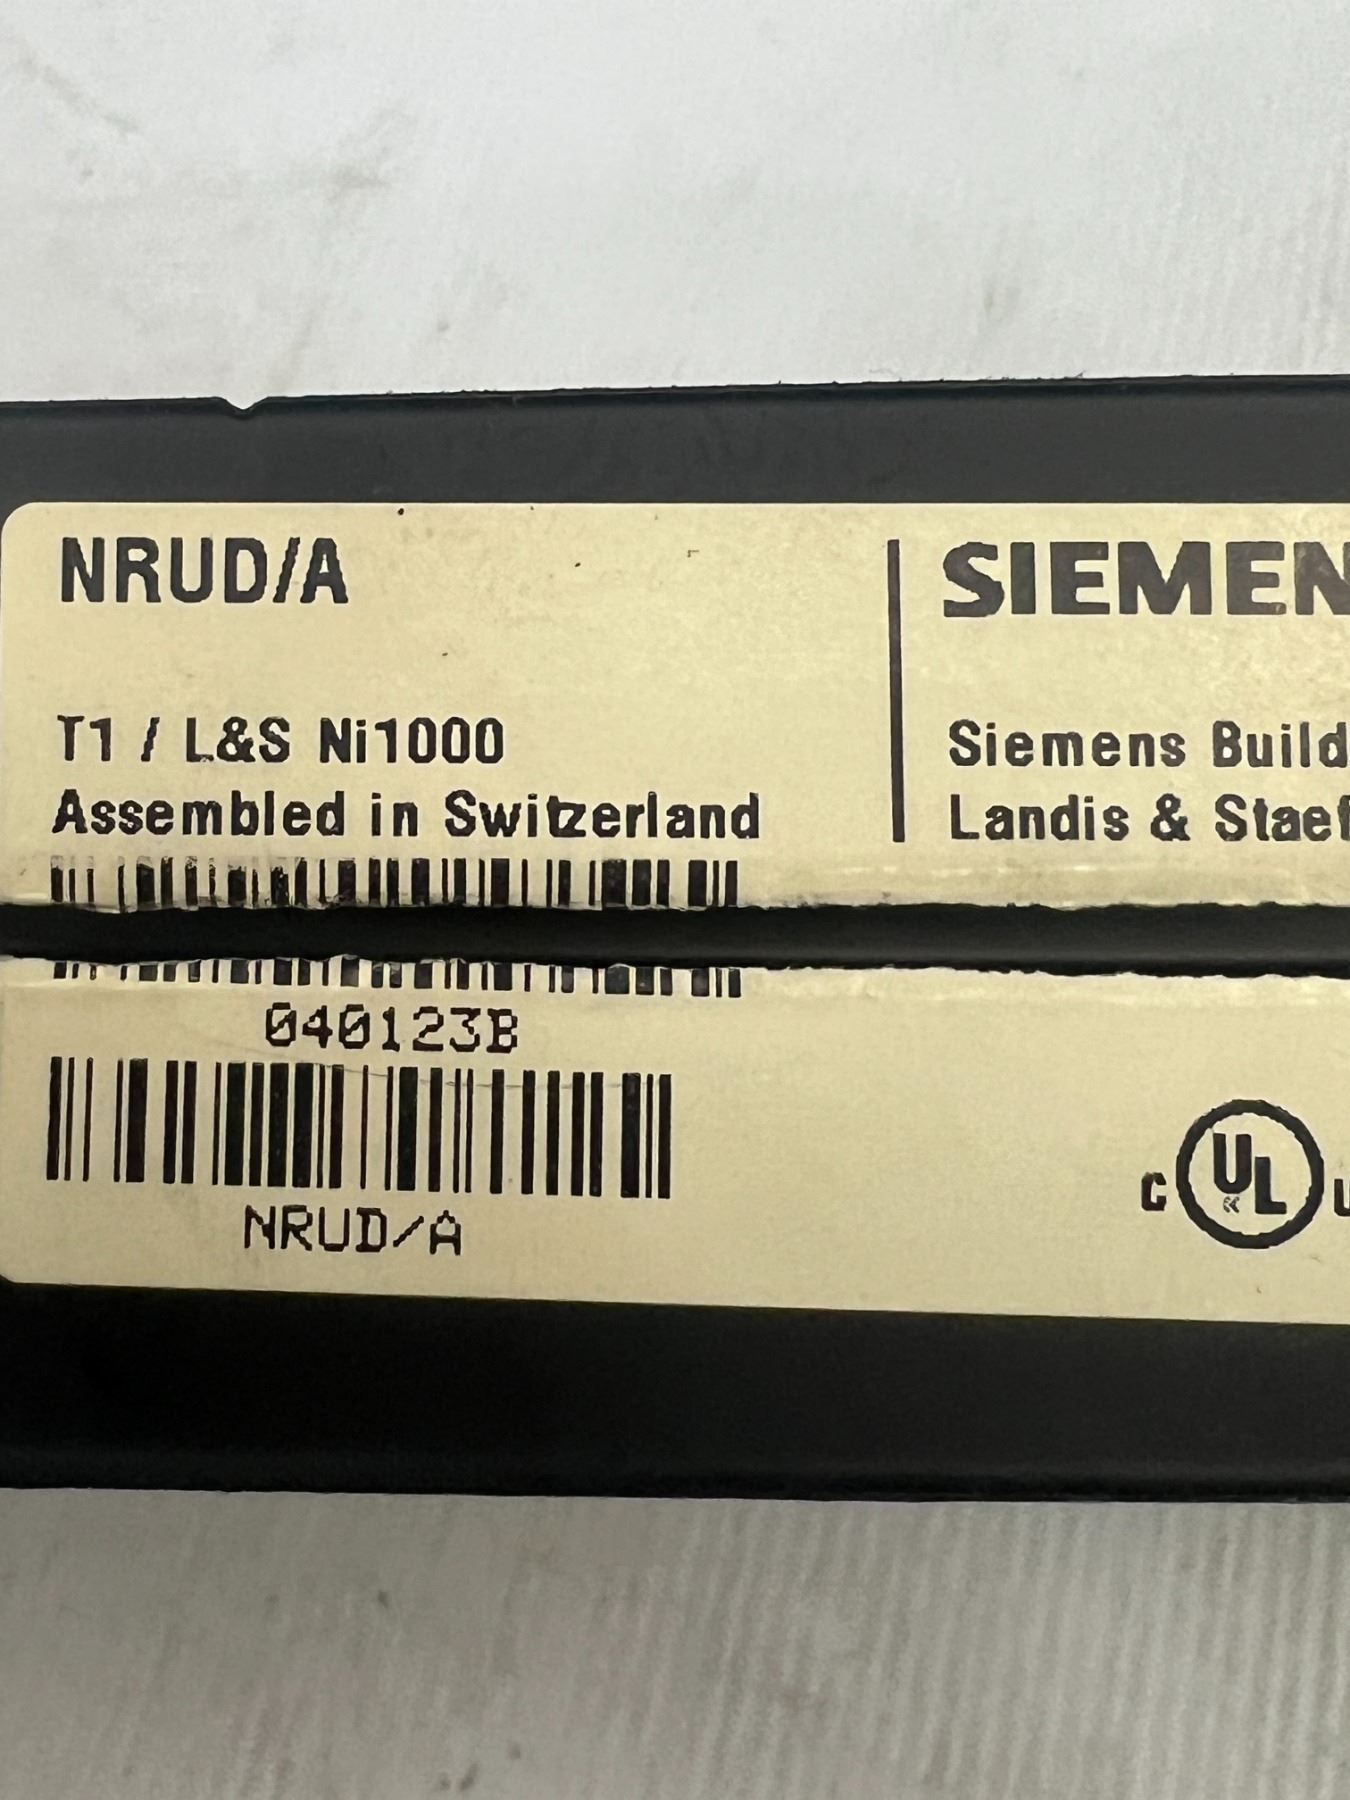 NRUD/A
SIEMEN
T1 / L&S Ni1000
Assembled in Switzerland
Siemens Build
Landis & Staef
040123B
NRUD/A
C UL U